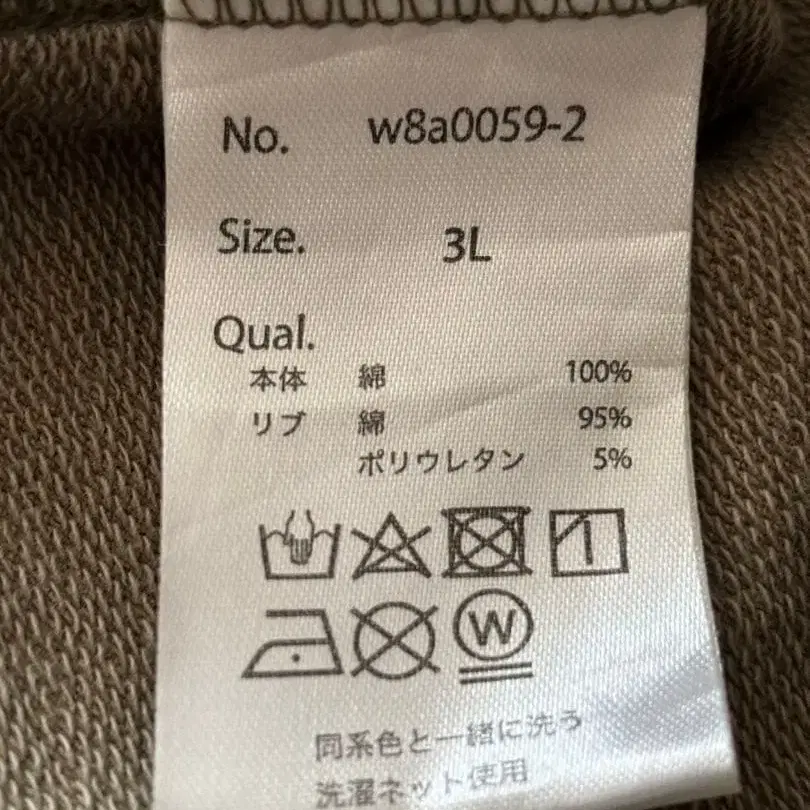 No. w8a0059-2
Size. 3L
Qual.
本体 綿 100%
リブ 綿 95%
ポリウレタン 5%
W
同系色と一緒に洗う
洗濯ネット使用